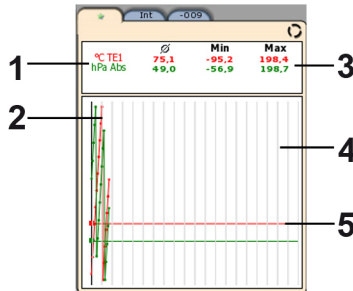 Int -009
Ø Min Max
1 °C TE1 75,1 -95,2 198,4 3
hPa Abs 49,0 -56,9 198,7
2
4
5